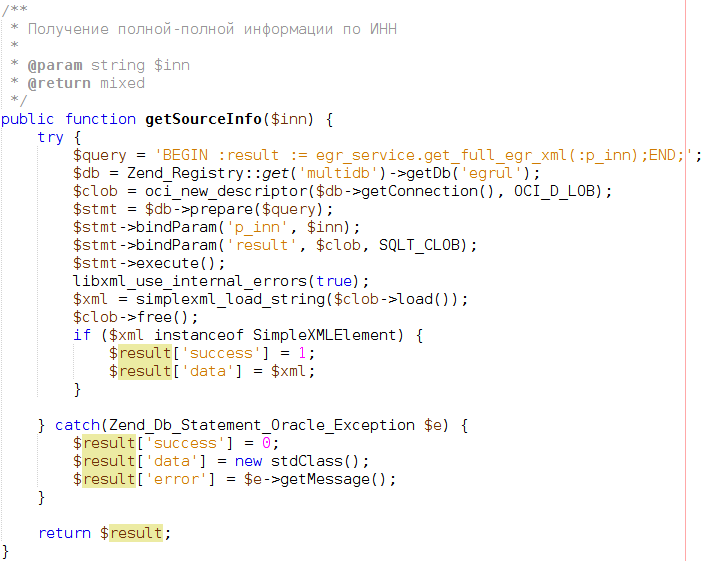 /**
 * Получение полной-полной информации по ИНН
 *
 * @param string $inn
 * @return mixed
 */
public function getSourceInfo($inn) {
    try {
        $query = 'BEGIN :result := egr_service.get_full_egr_xml(:p_inn);END;';
        $db = Zend_Registry::get('multidb')->getDb('egrul');
        $clob = oci_new_descriptor($db->getConnection(), OCI_D_LOB);
        $stmt = $db->prepare($query);
        $stmt->bindParam('p_inn', $inn);
        $stmt->bindParam('result', $clob, SQLT_CLOB);
        $stmt->execute();
        libxml_use_internal_errors(true);
        $xml = simplexml_load_string($clob->load());
        $clob->free();
        if ($xml instanceof SimpleXMLElement) {
            $result['success'] = 1;
            $result['data'] = $xml;
        }

    } catch(Zend_Db_Statement_Oracle_Exception $e) {
        $result['success'] = 0;
        $result['data'] = new stdClass();
        $result['error'] = $e->getMessage();
    }

    return $result;
}